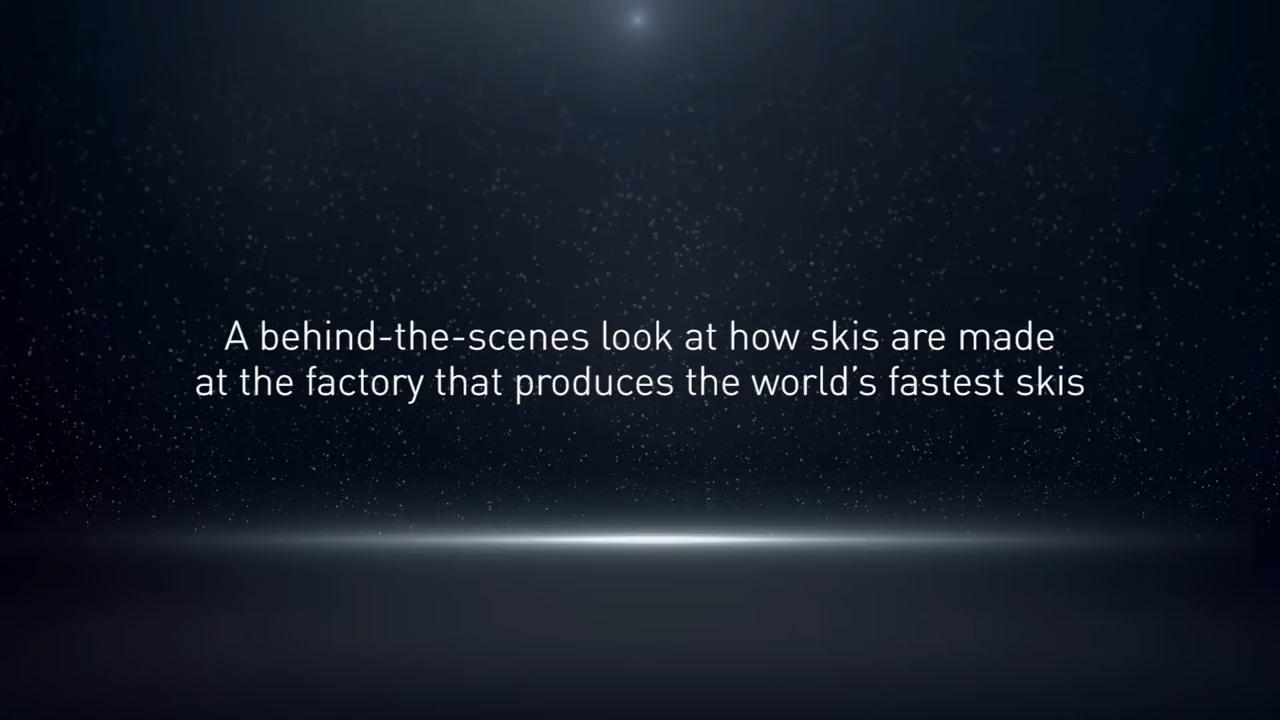 A behind-the-scenes look at how skis are made
at the factory that produces the world’s fastest skis